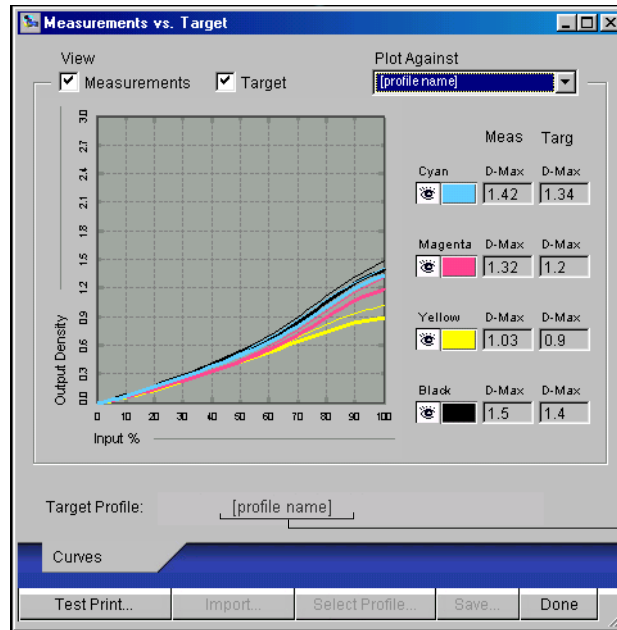 Measurements vs. Target
View
Plot Against
Measurements
Target
[profile name]
Meas Targ
Cyan D-Max D-Max
1.42 1.34
Magenta D-Max D-Max
1.32 1.2
Yellow D-Max D-Max
1.03 0.9
Black D-Max D-Max
1.5 1.4
Output Density
3.0
2.7
2.4
2.1
1.8
1.5
1.2
0.9
0.6
0.3
0.0
0 10 20 30 40 50 60 70 80 90 100
Input %
Target Profile: [profile name]
Curves
Test Print... Import... Select Profile... Save... Done